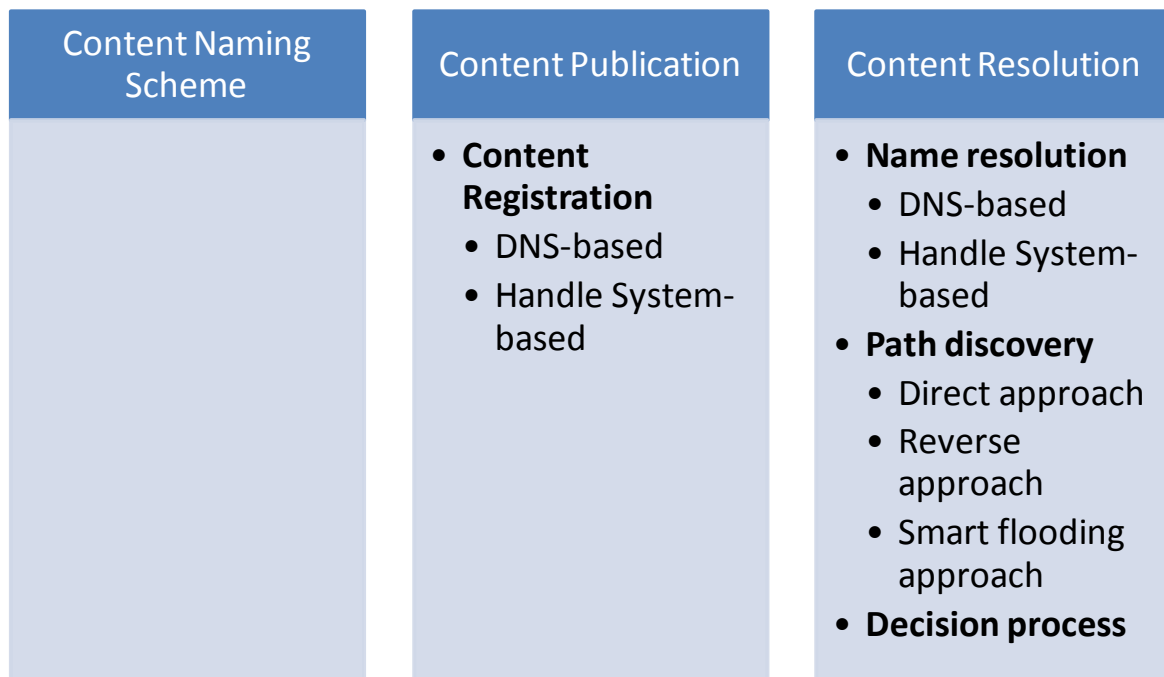 Content Naming
Scheme
Content Publication
• Content
Registration
• DNS-based
• Handle System-
based
Content Resolution
• Name resolution
• DNS-based
• Handle System-
based
• Path discovery
• Direct approach
• Reverse
approach
• Smart flooding
approach
• Decision process